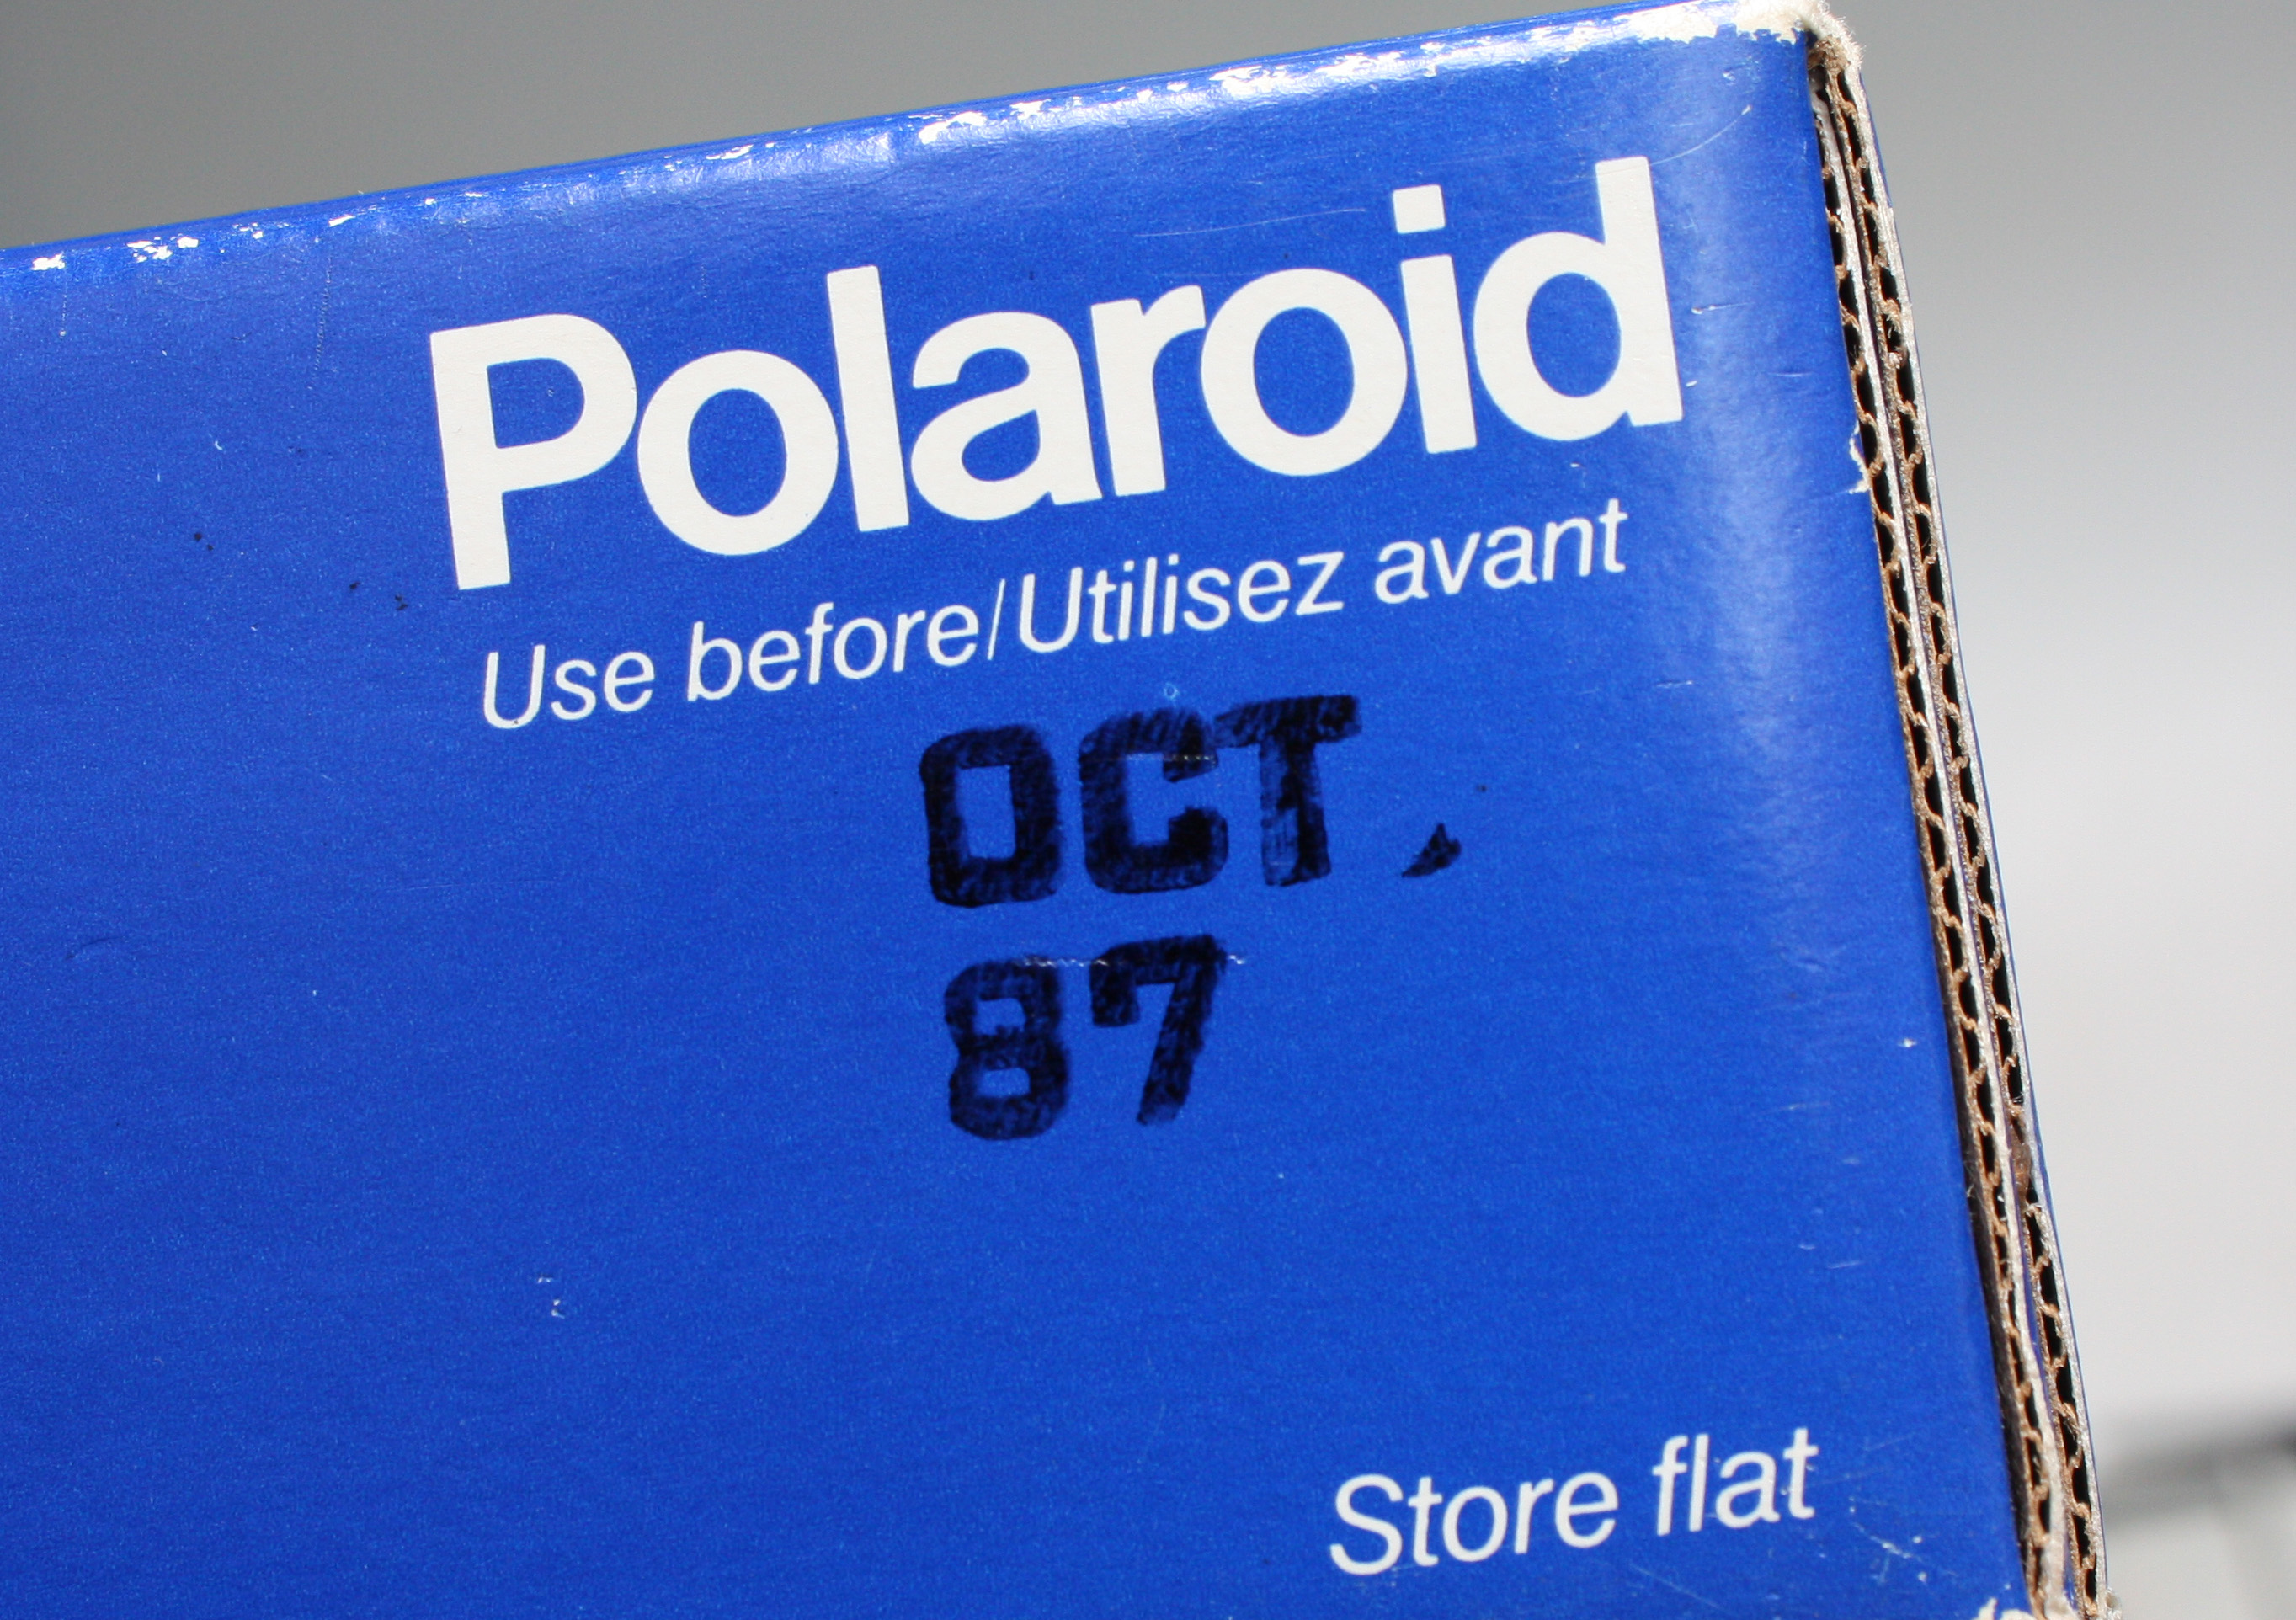 Polaroid
Use before/Utilisez avant
OCT
87
Store flat